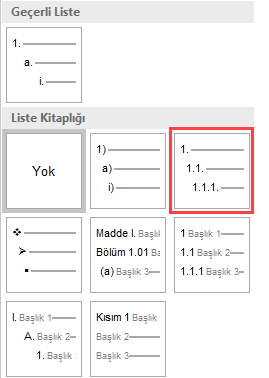 Geçerli Liste
1.
a.
i.
Liste Kitaplığı
Yok
1)
a)
i)
1.
1.1.
1.1.1.
Madde I. Başlık
Bölüm 1.01 Başlık
(a) Başlık 3
1 Başlık 1
1.1 Başlık 2
1.1.1 Başlık 3
I. Başlık 1
A. Başlık 2
1. Başlık
Kısım 1 Başlık
Başlık 2
Başlık 3